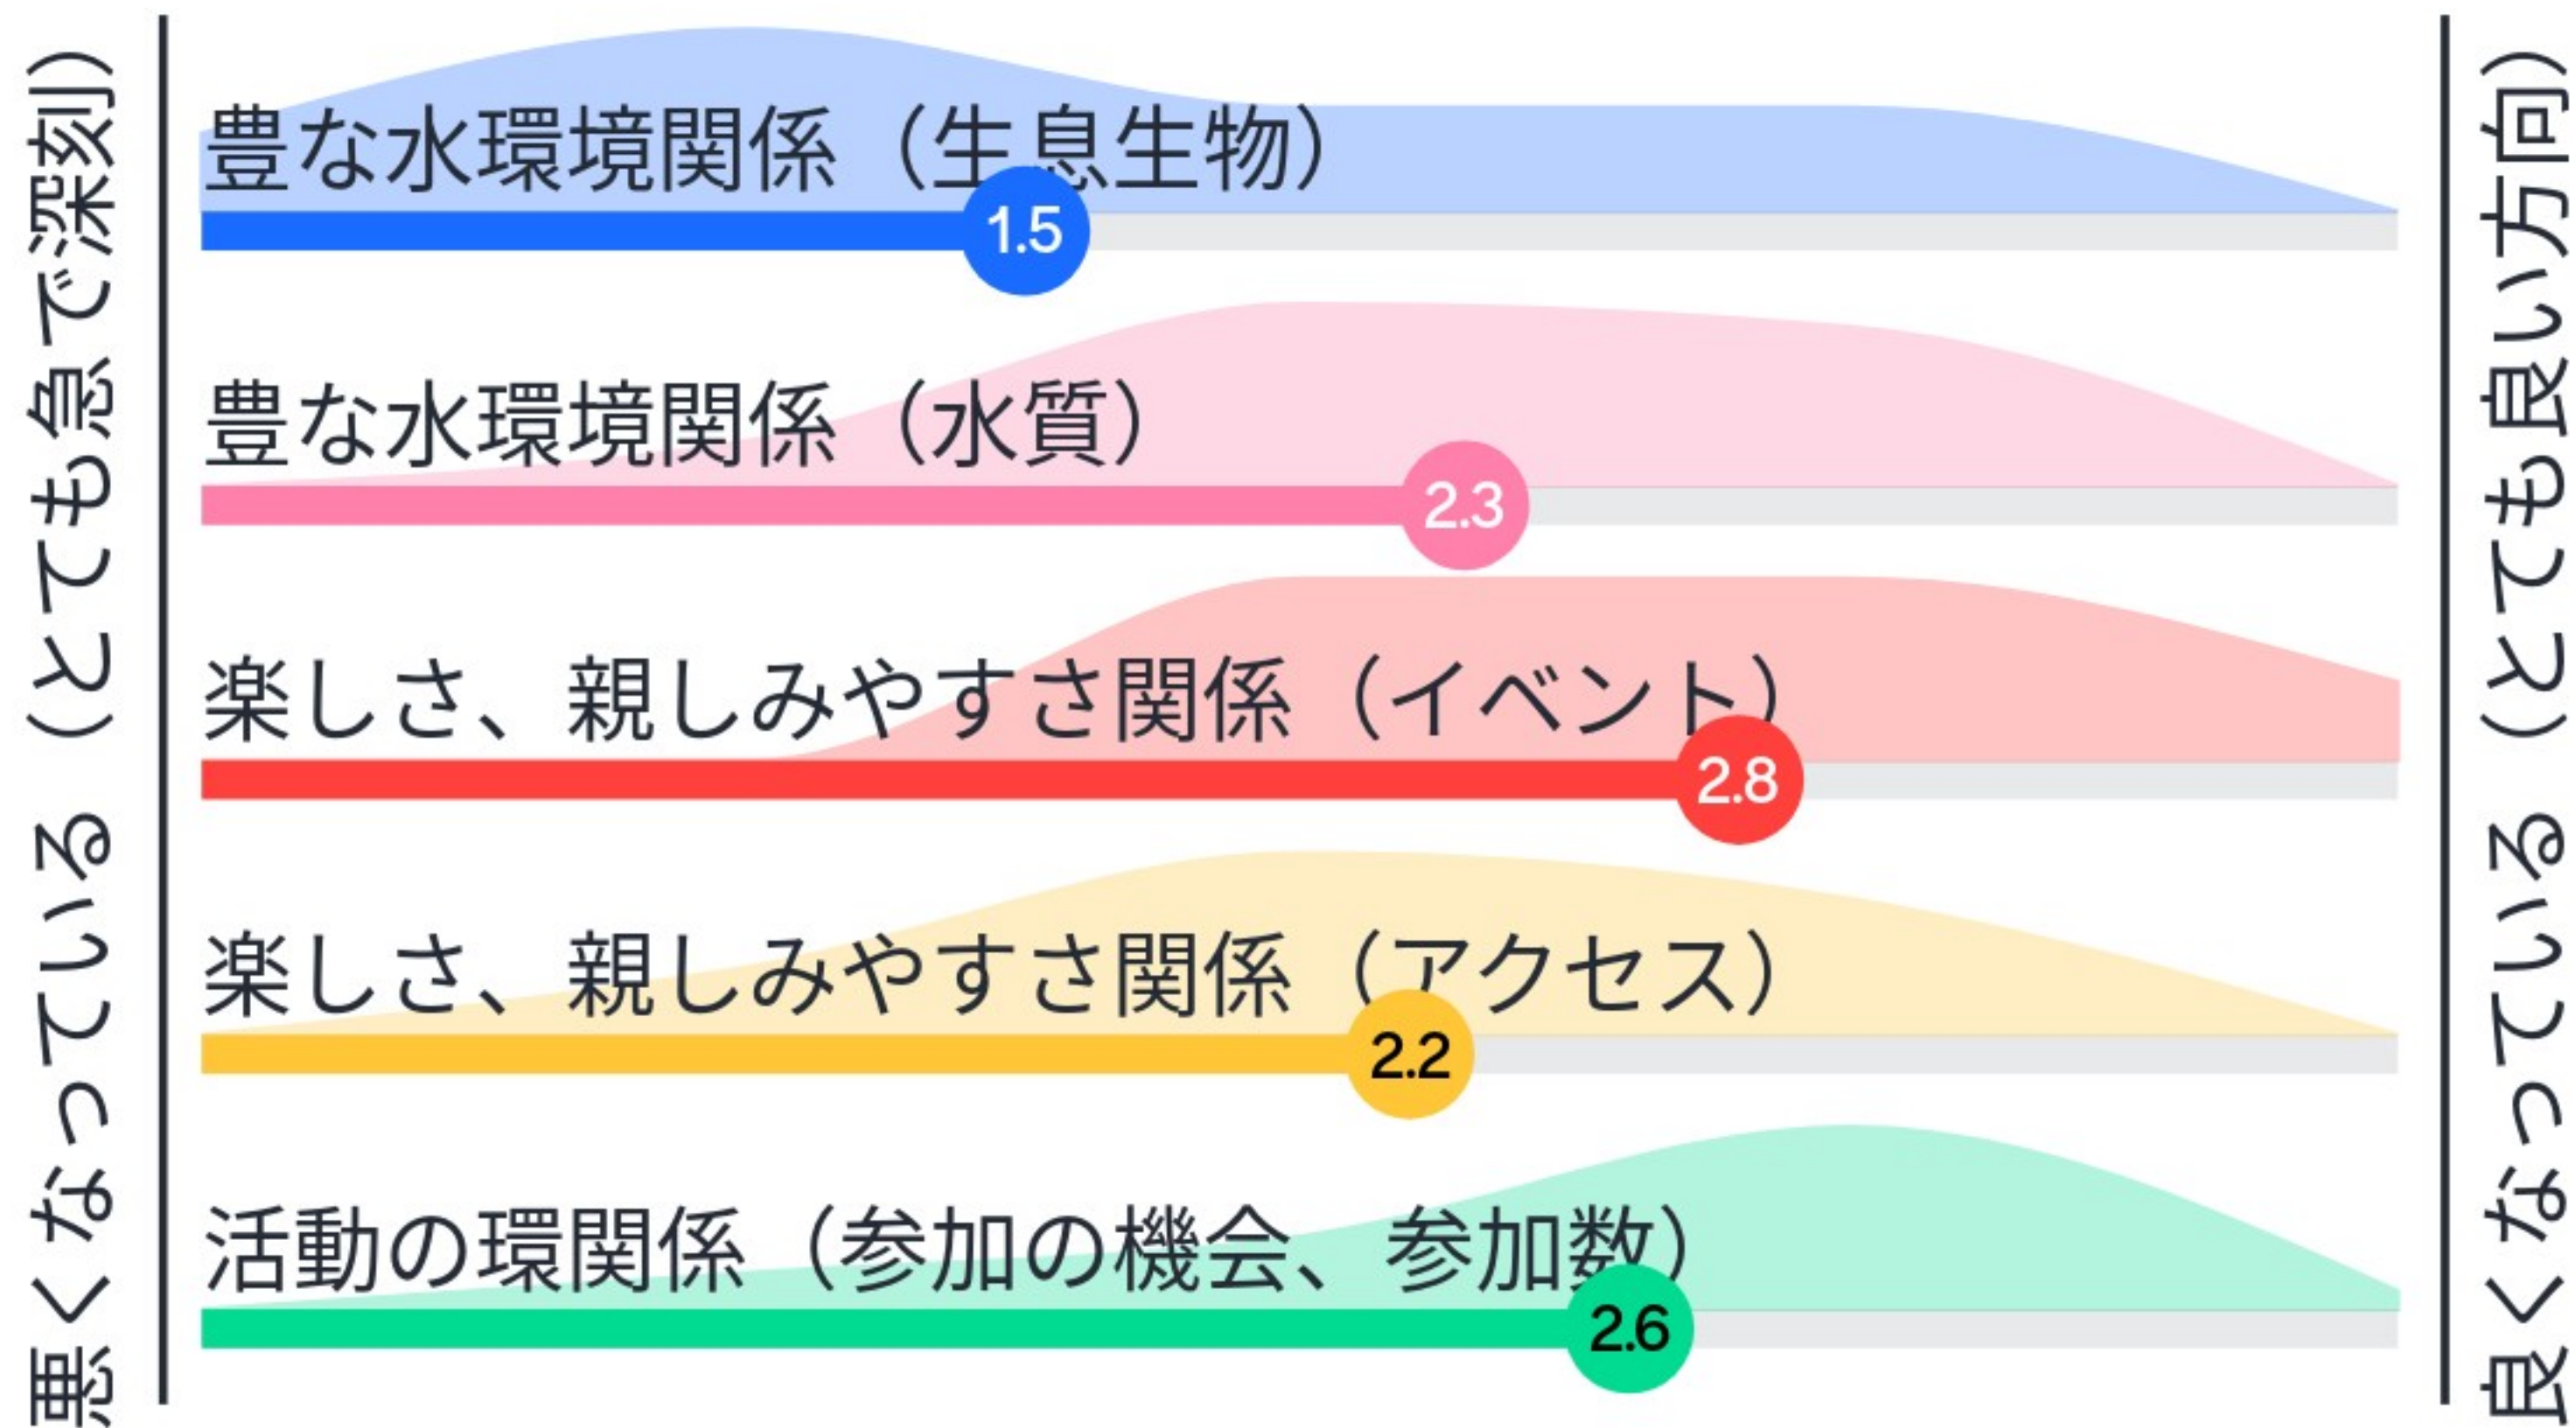 悪くなっている（とても急で深刻）
豊な水環境関係（生息生物）
1.5
豊な水環境関係（水質）
2.3
楽しさ、親しみやすさ関係（イベント）
2.8
楽しさ、親しみやすさ関係（アクセス）
2.2
活動の環関係（参加の機会、参加数）
2.6
良くなっている（とても良い方向）